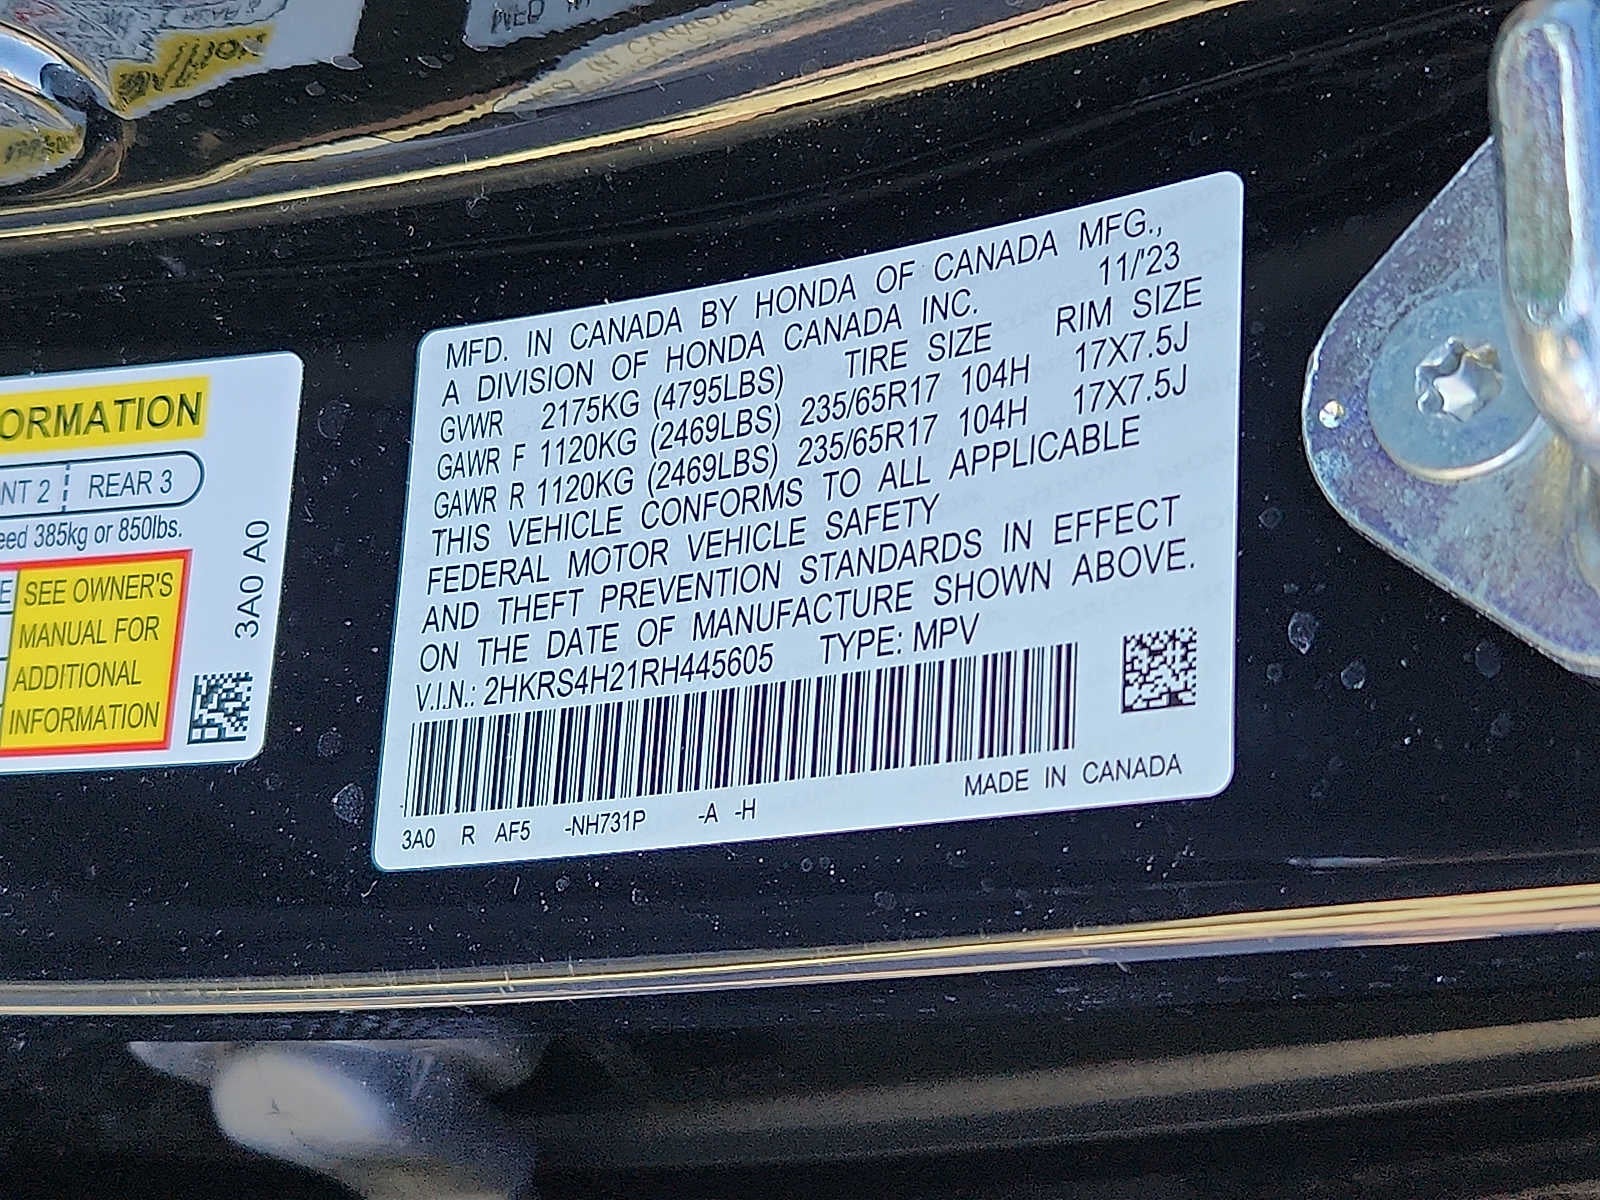 MFD. IN CANADA BY HONDA OF CANADA MFG.,
A DIVISION OF HONDA CANADA INC. 11/'23
GVWR 2175KG (4795LBS) TIRE SIZE RIM SIZE
GAWR F 1120KG (2469LBS) 235/65R17 104H 17X7.5J
GAWR R 1120KG (2469LBS) 235/65R17 104H 17X7.5J
THIS VEHICLE CONFORMS TO ALL APPLICABLE
FEDERAL MOTOR VEHICLE SAFETY
AND THEFT PREVENTION STANDARDS IN EFFECT
ON THE DATE OF MANUFACTURE SHOWN ABOVE.
V.I.N.: 2HKRS4H21RH445605 TYPE: MPV
MADE IN CANADA
3A0 R AF5 -NH731P -A -H
ORMATION
NT 2 REAR 3
eed 385kg or 850lbs.
E SEE OWNER'S
MANUAL FOR
ADDITIONAL
INFORMATION
3A0 A0